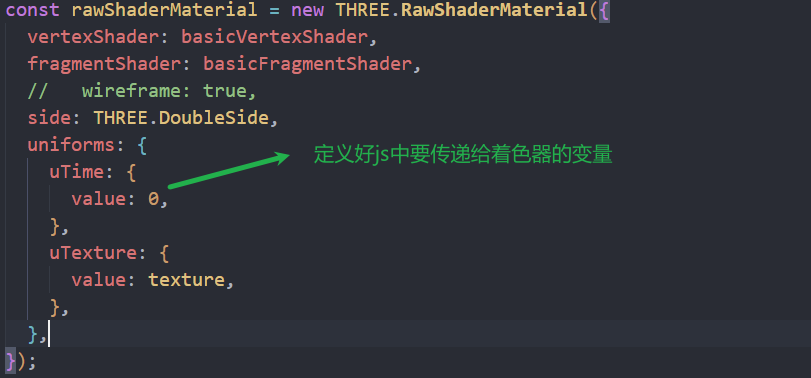 const rawShaderMaterial = new THREE.RawShaderMaterial({
vertexShader: basicVertexShader,
fragmentShader: basicFragmentShader,
//   wireframe: true,
side: THREE.DoubleSide,
uniforms: {
uTime: {
value: 0,
定义好js中要传递给着色器的变量
},
uTexture: {
value: texture,
},
},
});